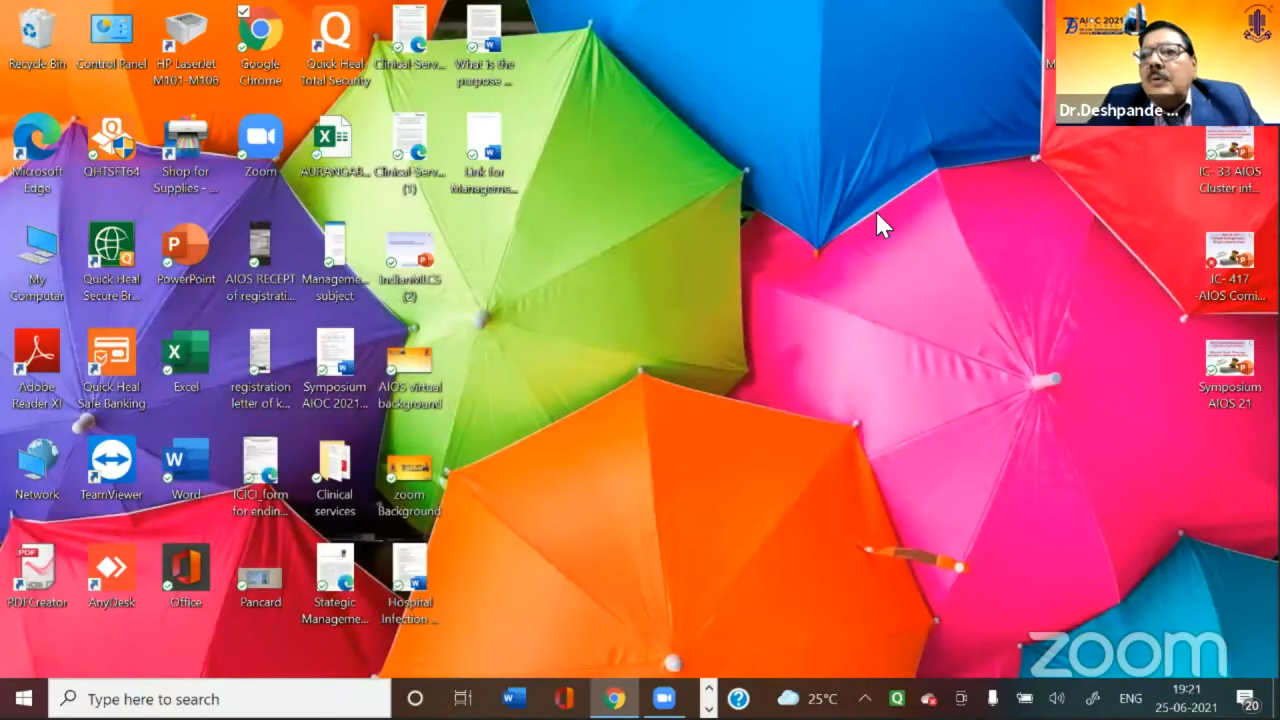 Recycle Bin
Control Panel
HP LaserJet
M101-M106
Google
Chrome
Quick Heal
Total Security
Clinical Serv...
What is the
purpose ...
AIOC 2021
Dr.Deshpande ...
Microsoft
Edge
QHTSFT64
Shop for
Supplies - ...
Zoom
AURANGAB...
Clinical Serv...
(1)
Link for
Manageme...
IC- 33 AIOS
Cluster inf...
My
Computer
Quick Heal
Secure Br...
PowerPoint
AIOS RECEPT
of registrati...
Manageme...
subject
IndianMICS
(2)
IC- 417
AIOS Corni...
Adobe
Reader XI
Quick Heal
Safe Banking
Excel
registration
letter of k...
Symposium
AIOC 2021...
AIOS virtual
background
Symposium
AIOS 21
Network
TeamViewer
Word
ICICI_form
for endin...
Clinical
services
zoom
Background
PDFCreator
AnyDesk
Office
Pancard
Stategic
Manageme...
Hospital
Infection ...
zoom
Type here to search
25°C
ENG
19:21
25-06-2021
20